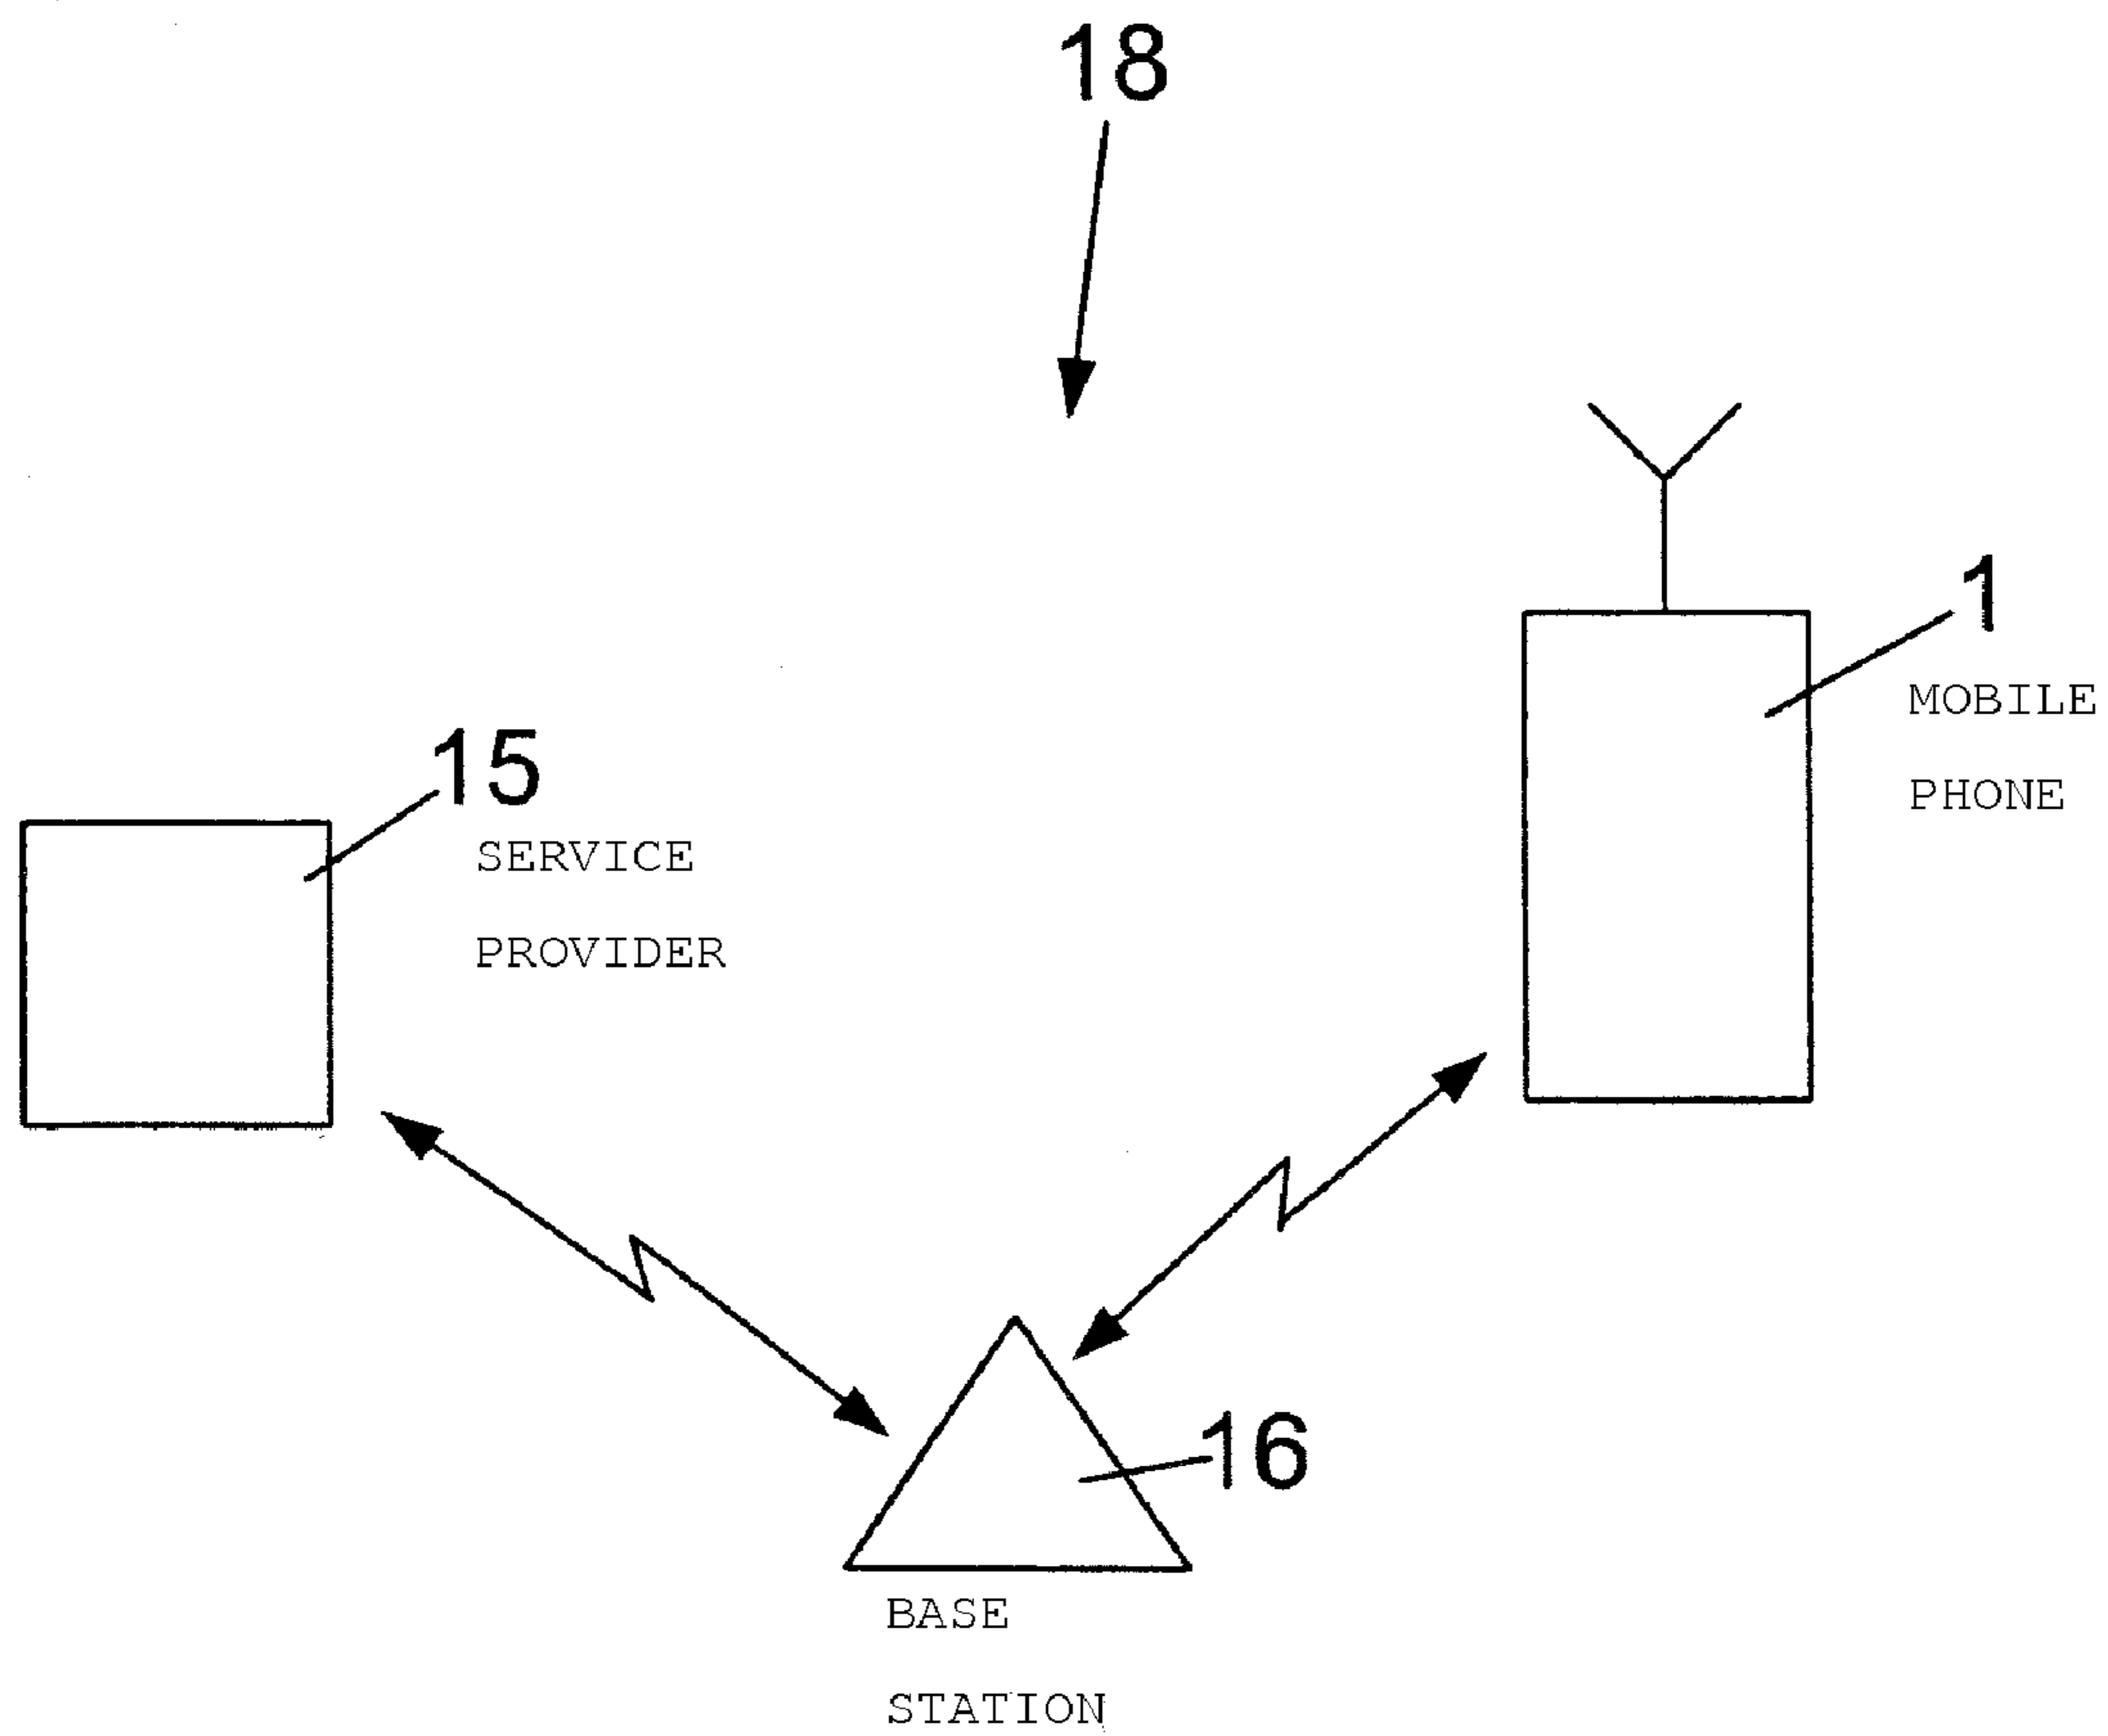 18
1
MOBILE
PHONE
15
SERVICE
PROVIDER
16
BASE
STATION